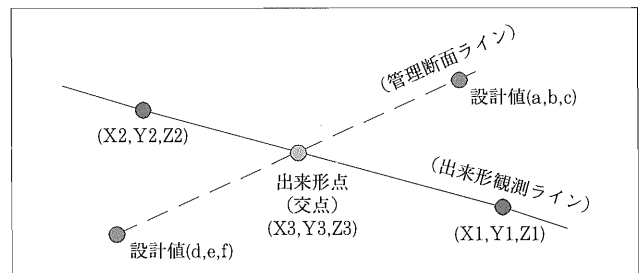 (管理断面ライン)
設計値(a,b,c)
(X2,Y2,Z2)
出来形点
(交点)
(X3,Y3,Z3)
(出来形観測ライン)
(X1,Y1,Z1)
設計値(d,e,f)